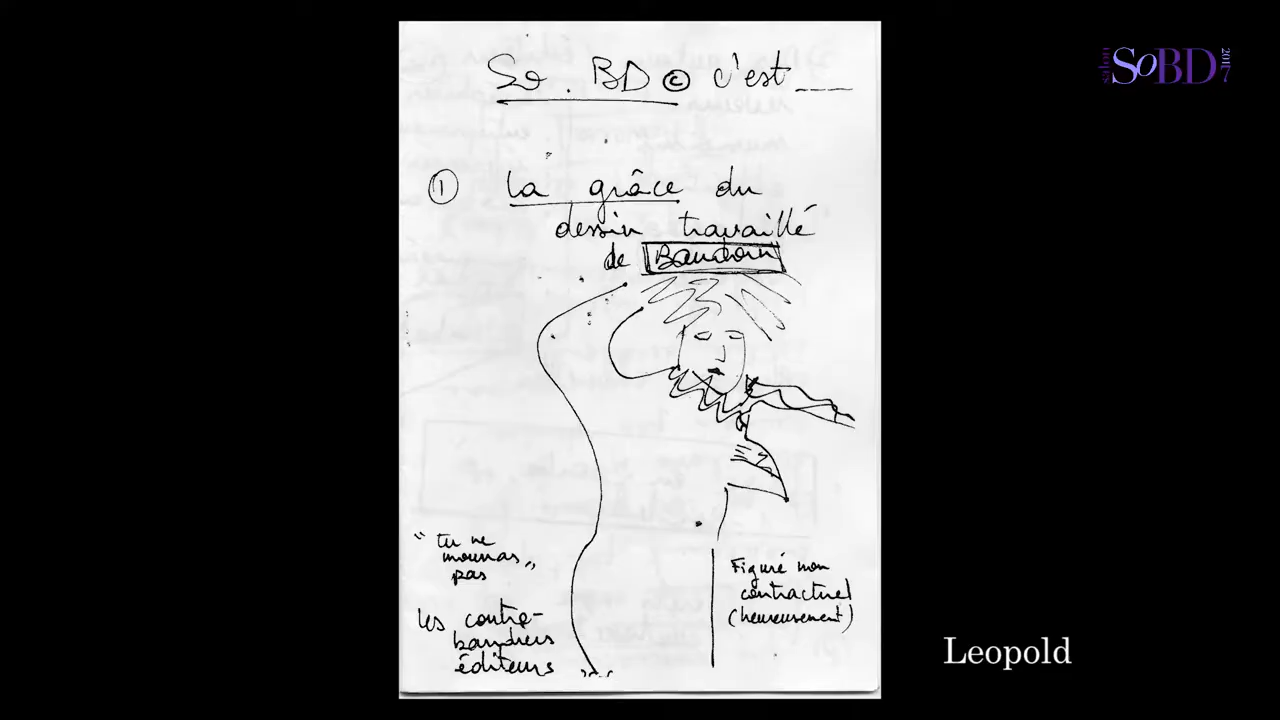 SoBD 2017
So.BD © c'est ___
① la grâce du
dessin travaillé
de Baudoin
" tu ne
mourras
pas "
les contre-
bandiers
éditeurs
Figuré non
contractuel
(heureusement)
Leopold